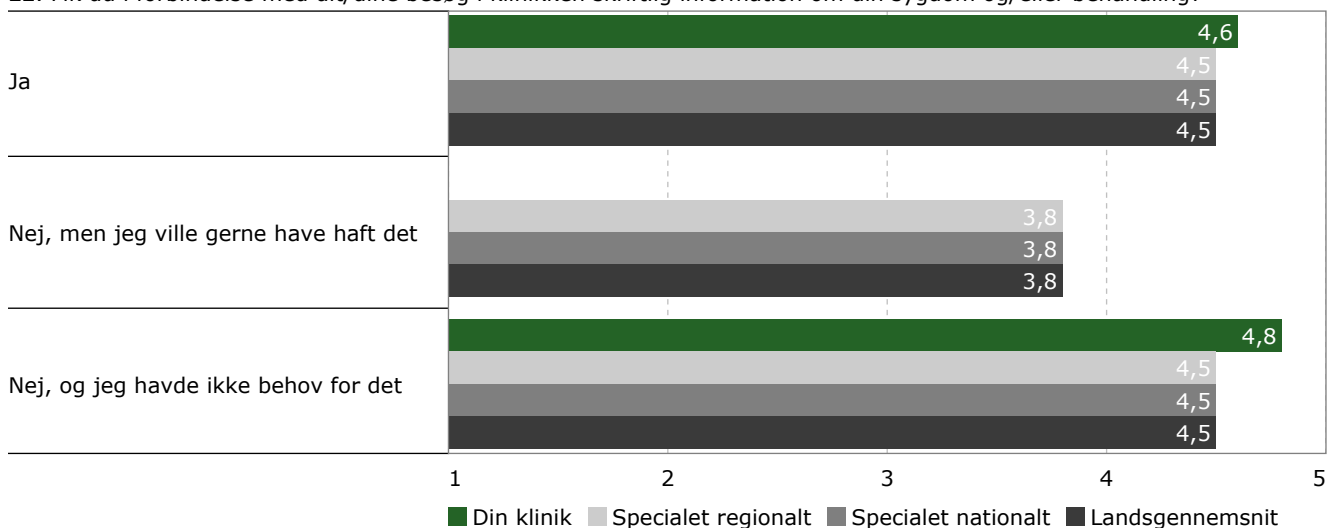 Ja
4,6
4,5
4,5
4,5
Nej, men jeg ville gerne have haft det
3,8
3,8
3,8
Nej, og jeg havde ikke behov for det
4,8
4,5
4,5
4,5
1 2 3 4 5
Din klinik Specialet regionalt Specialet nationalt Landsgennemsnit